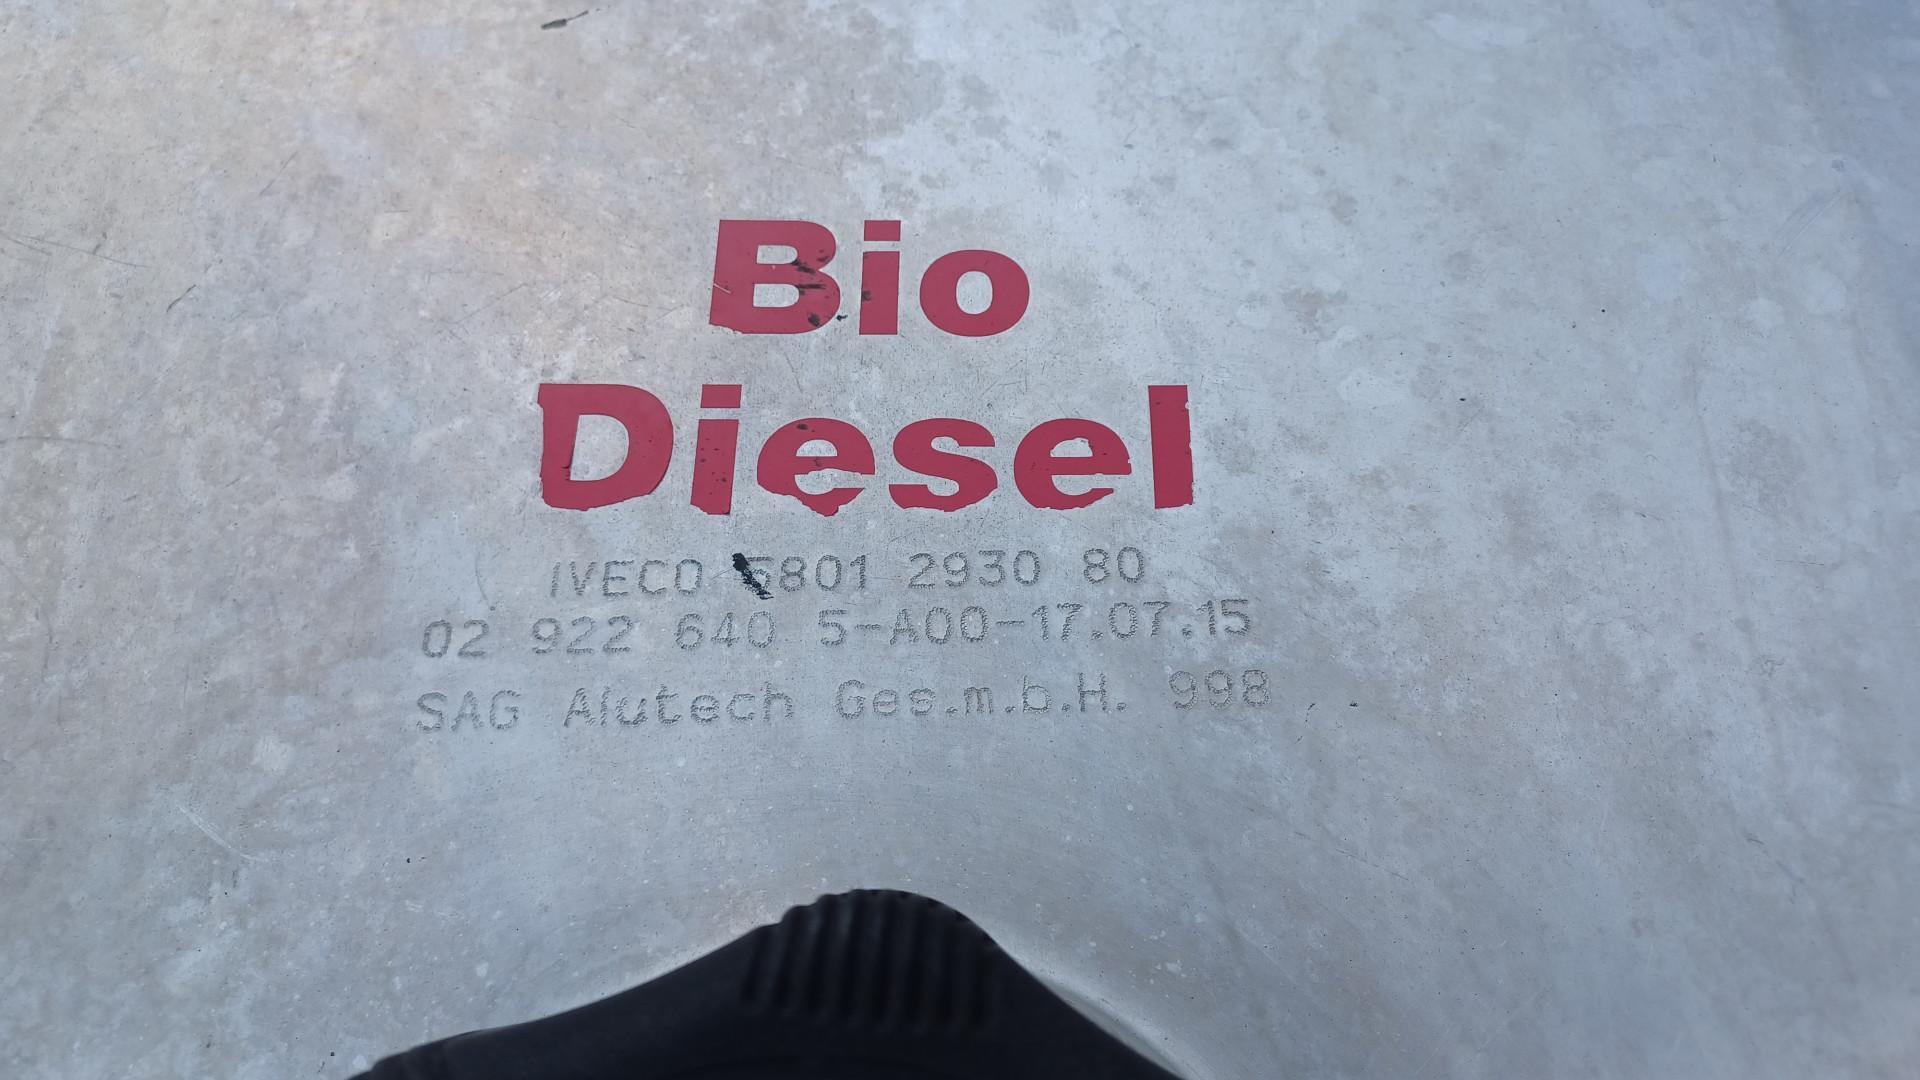 Bio
Diesel
IVECO 5801 2930 80
02 922 640 5-A00-17.07.15
SAG Alutech Ges.m.b.H. 998